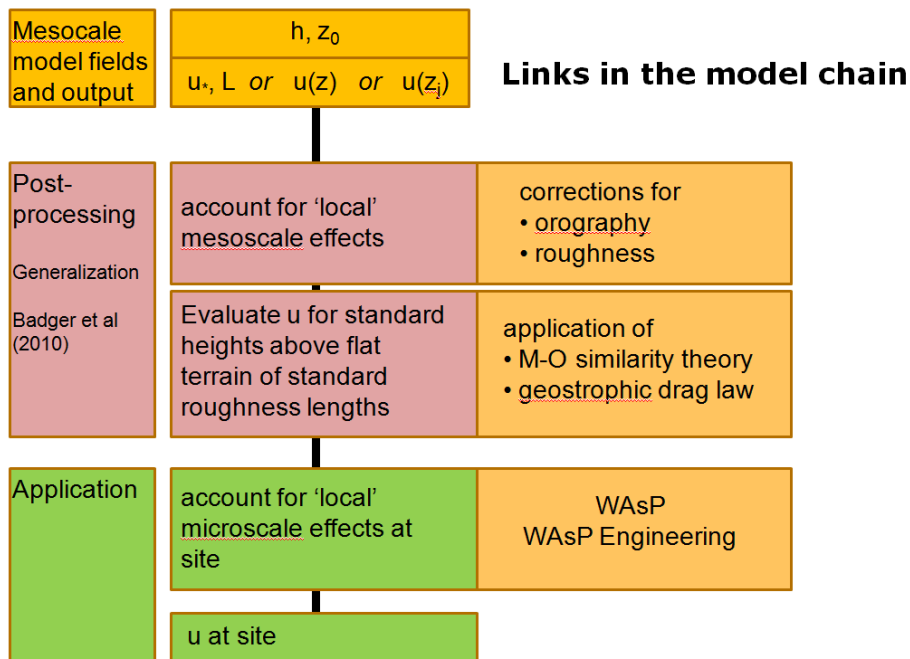 Mesocale
model fields
and output
h, z₀
u*, L or u(z) or u(zⱼ)
Links in the model chain
Post-
processing
Generalization
Badger et al
(2010)
account for ‘local’
mesoscale effects
corrections for
• orography
• roughness
Evaluate u for standard
heights above flat
terrain of standard
roughness lengths
application of
• M-O similarity theory
• geostrophic drag law
Application
account for ‘local’
microscale effects at
site
WAsP
WAsP Engineering
u at site